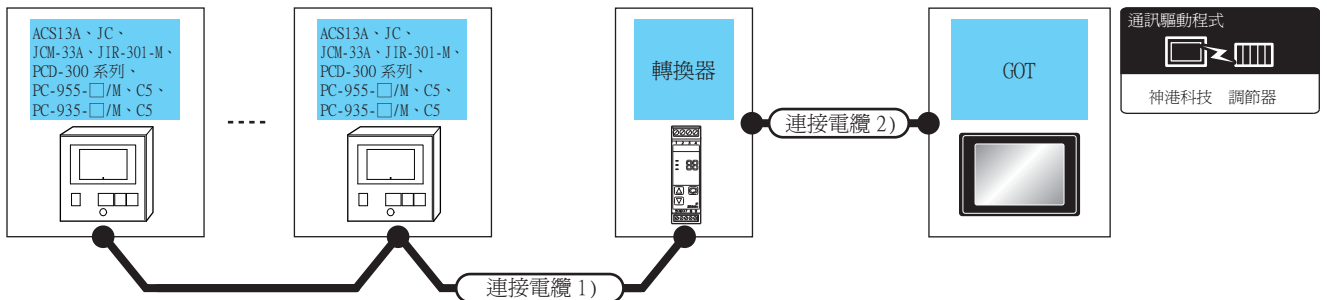 ACS13A、JC、
JCM-33A、JIR-301-M、
PCD-300 系列、
PC-955-□/M、C5、
PC-935-□/M、C5
ACS13A、JC、
JCM-33A、JIR-301-M、
PCD-300 系列、
PC-955-□/M、C5、
PC-935-□/M、C5
轉換器
88
GOT
通訊驅動程式
神港科技 調節器
連接電纜 2)
連接電纜 1)